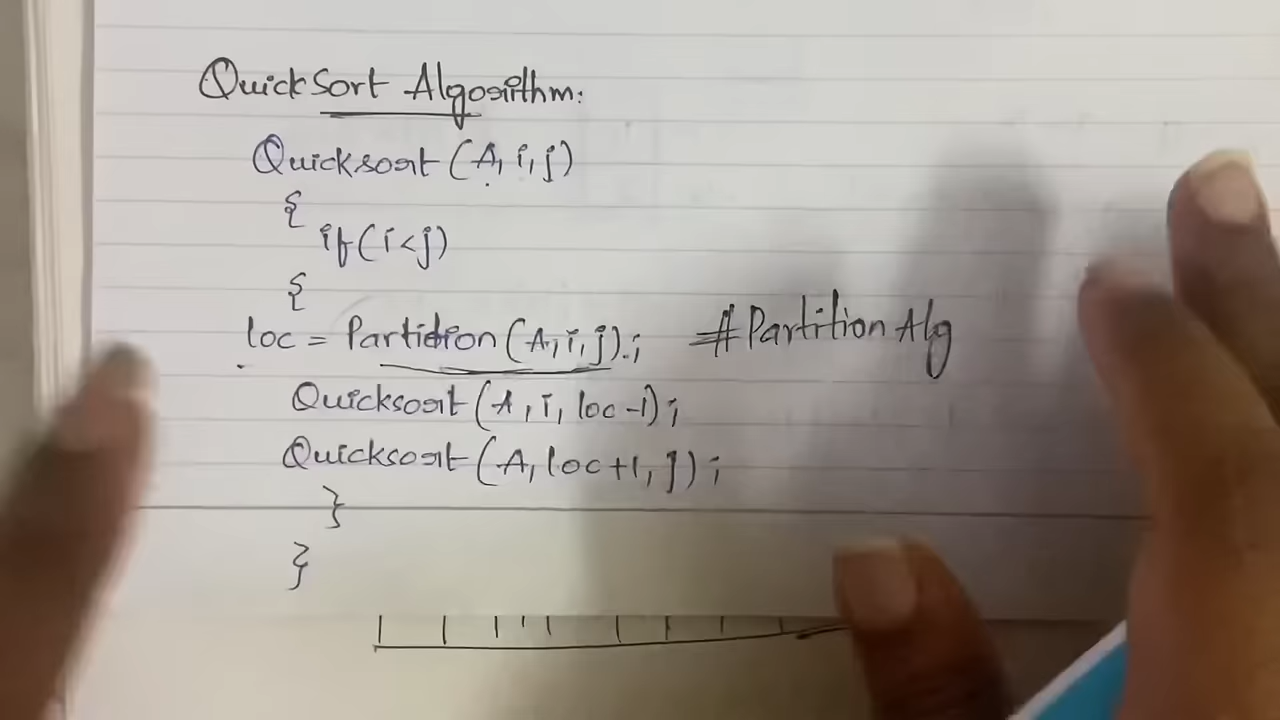 QuickSort Algorithm:
Quicksort (A, i, j)
{
if (i < j)
{
loc = Partition (A, i, j); #Partition Alg
Quicksort (A, i, loc-1);
Quicksort (A, loc+1, j);
}
}